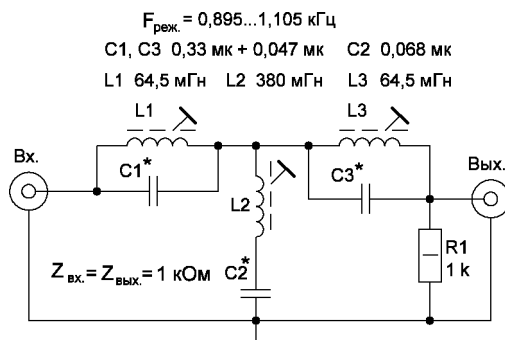 Fреж. = 0,895...1,105 кГц
C1, C3 0,33 мк + 0,047 мк C2 0,068 мк
L1 64,5 мГн L2 380 мГн L3 64,5 мГн
L1 L3
Вх. Вых.
C1* C3*
L2
R1
1 k
Zвх. = Zвых. = 1 кОм C2*